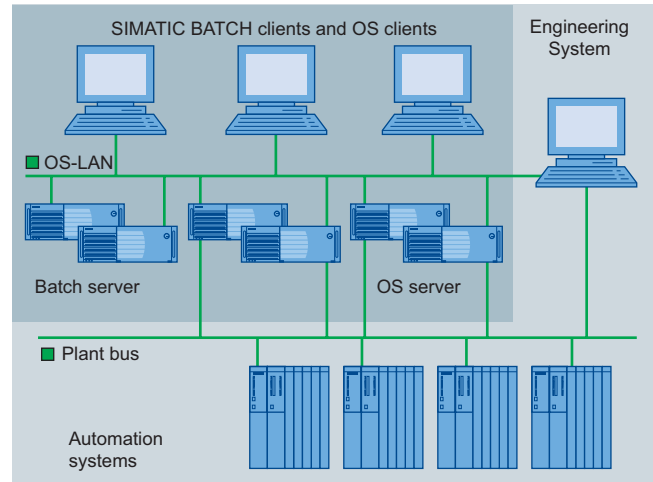 SIMATIC BATCH clients and OS clients
Engineering
System
OS-LAN
Batch server
OS server
Plant bus
Automation
systems